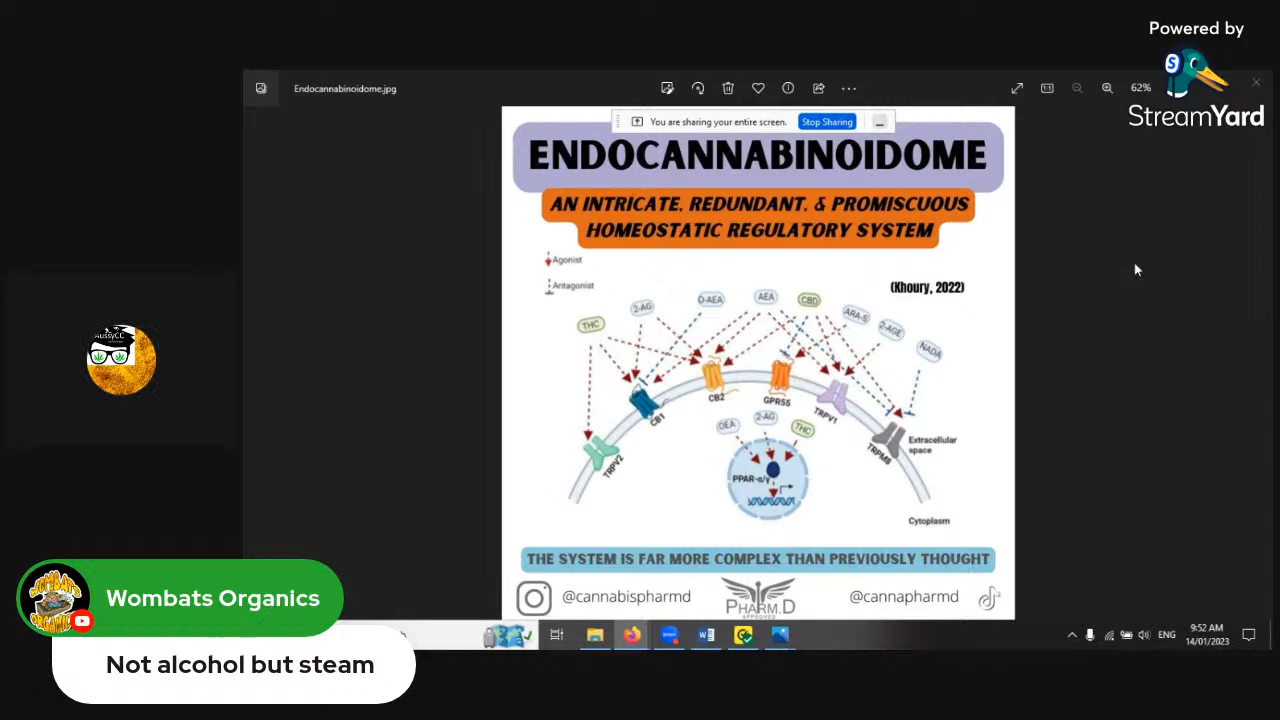 Powered by
StreamYard
Endocannabinoidome.jpg
62%
You are sharing your entire screen.
Stop Sharing
ENDOCANNABINOIDOME
AN INTRICATE, REDUNDANT, & PROMISCUOUS
HOMEOSTATIC REGULATORY SYSTEM
Agonist
Antagonist
(Khoury, 2022)
THC
2-AG
O-AEA
AEA
CBD
ARA-S
2-AGE
NADA
CB1
CB2
GPR55
TRPV1
TRPM8
TRPV2
Extracellular
space
OEA
2-AG
THC
PPAR-α/γ
Cytoplasm
THE SYSTEM IS FAR MORE COMPLEX THAN PREVIOUSLY THOUGHT
@cannabispharmd
PHARM.D
APPROVED
@cannapharmd
AussyCC
Wombats Organics
Not alcohol but steam
ENG
9:52 AM
14/01/2023